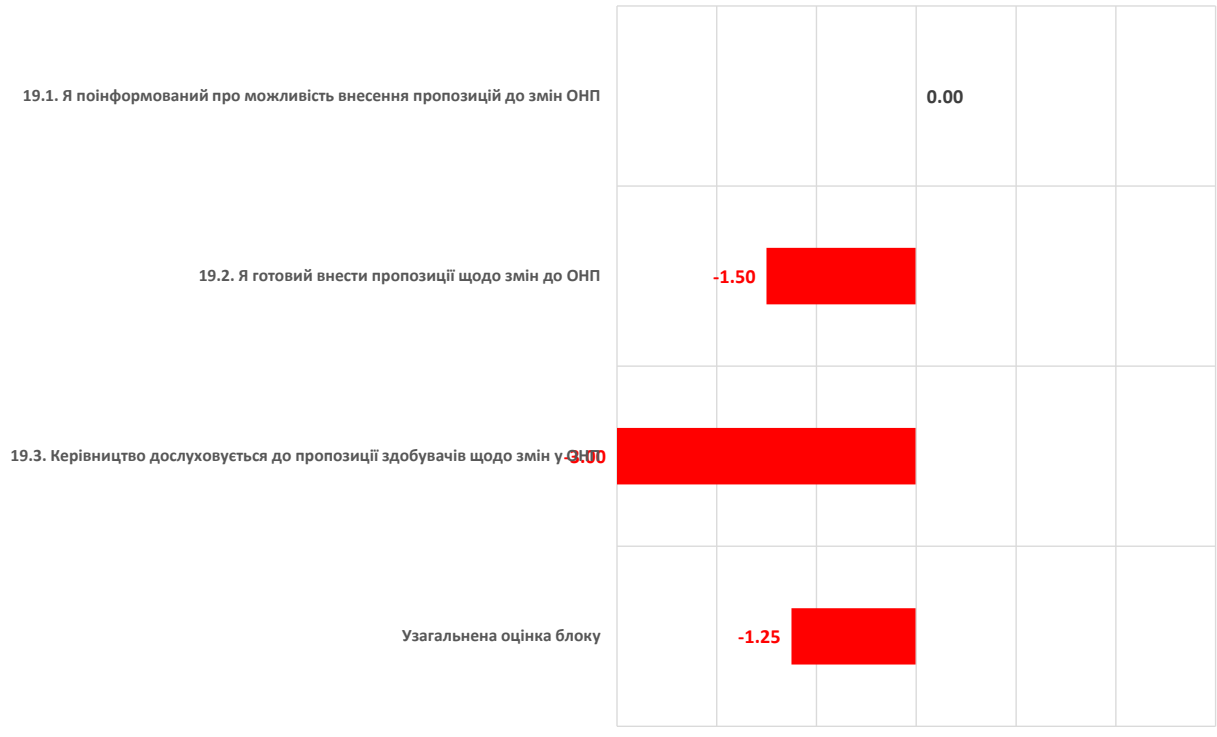 19.1. Я поінформований про можливість внесення пропозицій до змін ОНП
0.00
19.2. Я готовий внести пропозиції щодо змін до ОНП
-1.50
19.3. Керівництво дослуховується до пропозиції здобувачів щодо змін у ОНП
-3.00
Узагальнена оцінка блоку
-1.25